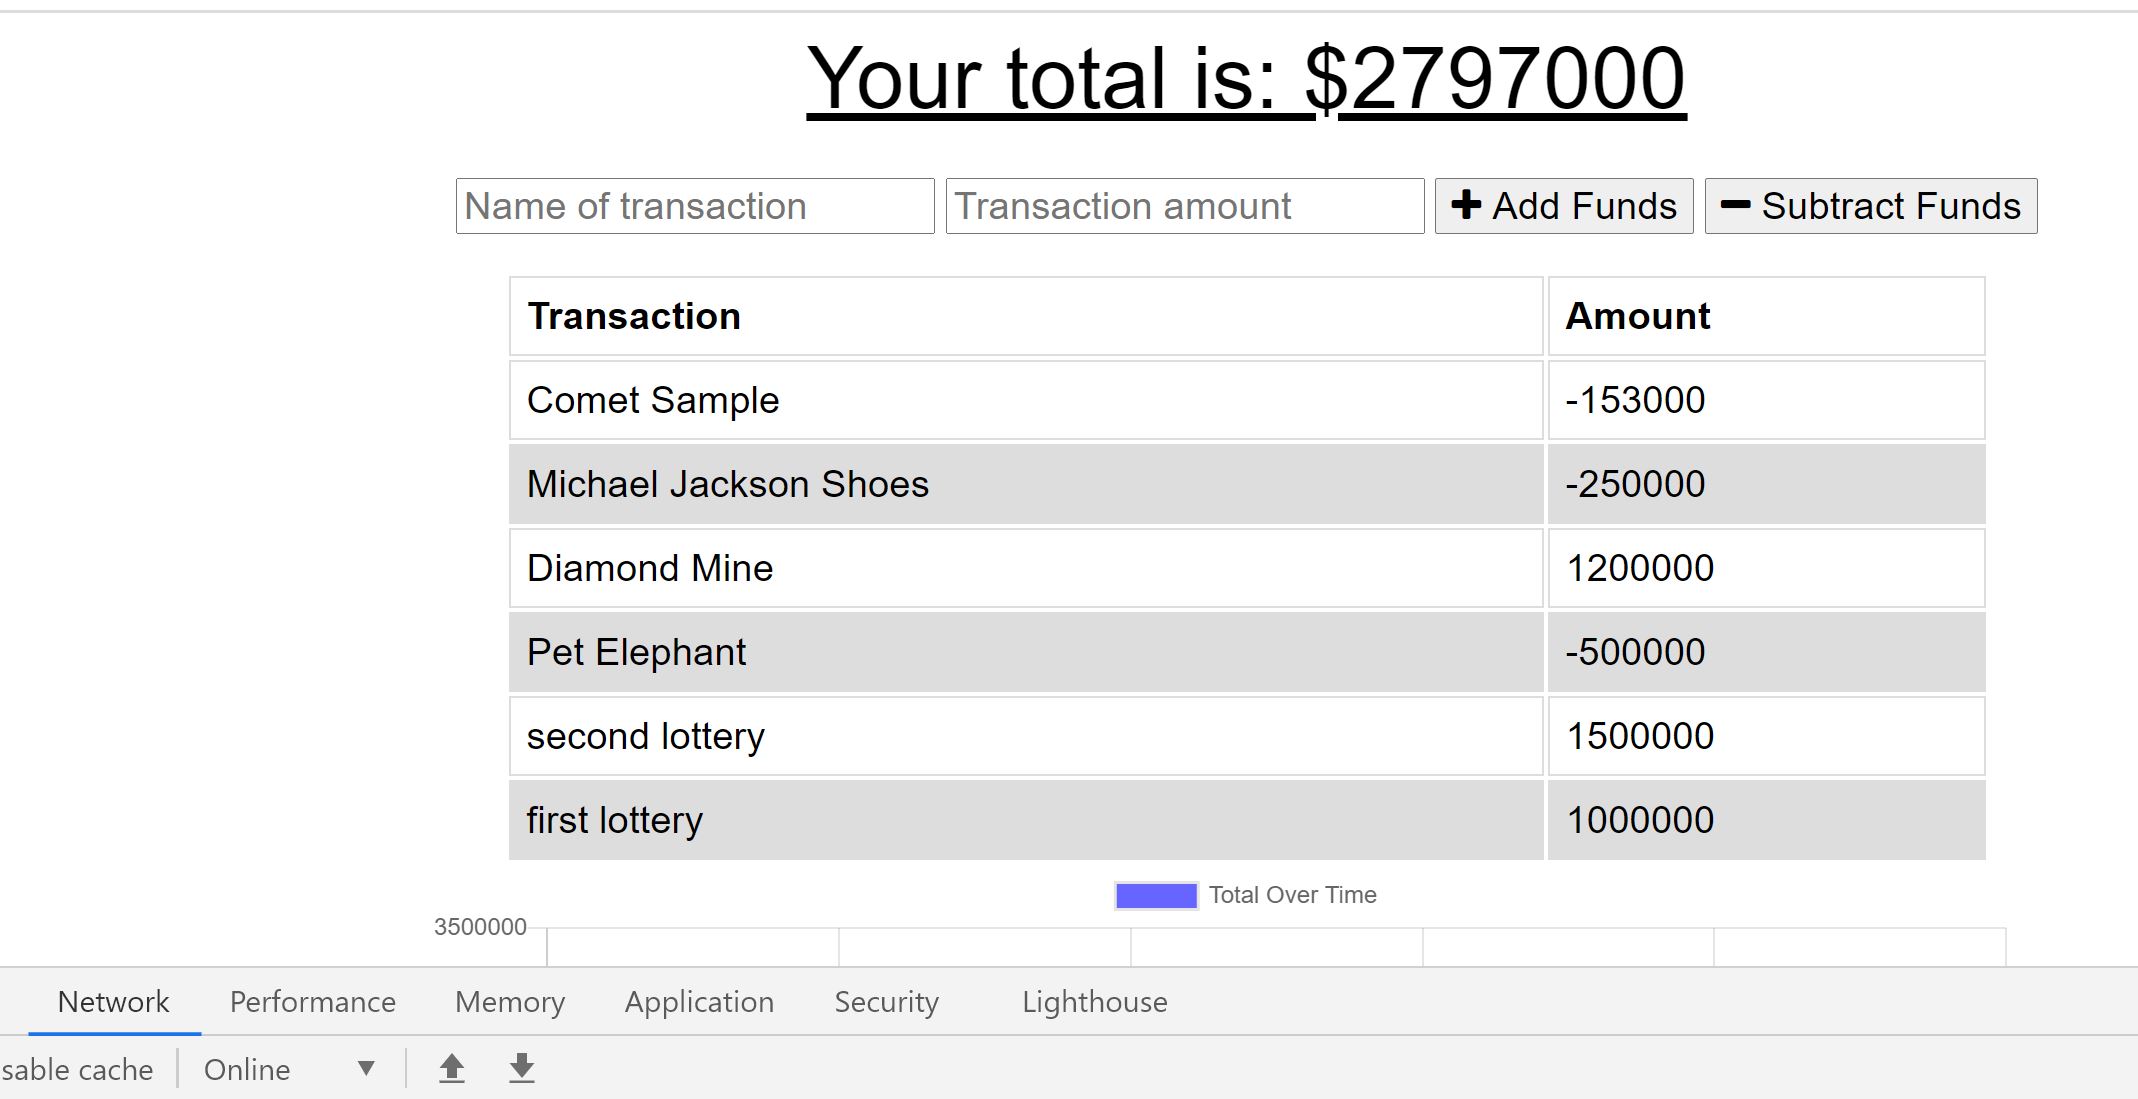 Your total is: $2797000
Name of transaction Transaction amount Add Funds Subtract Funds
Transaction Amount
Comet Sample -153000
Michael Jackson Shoes -250000
Diamond Mine 1200000
Pet Elephant -500000
second lottery 1500000
first lottery 1000000
Total Over Time
3500000
Network Performance Memory Application Security Lighthouse
sable cache Online